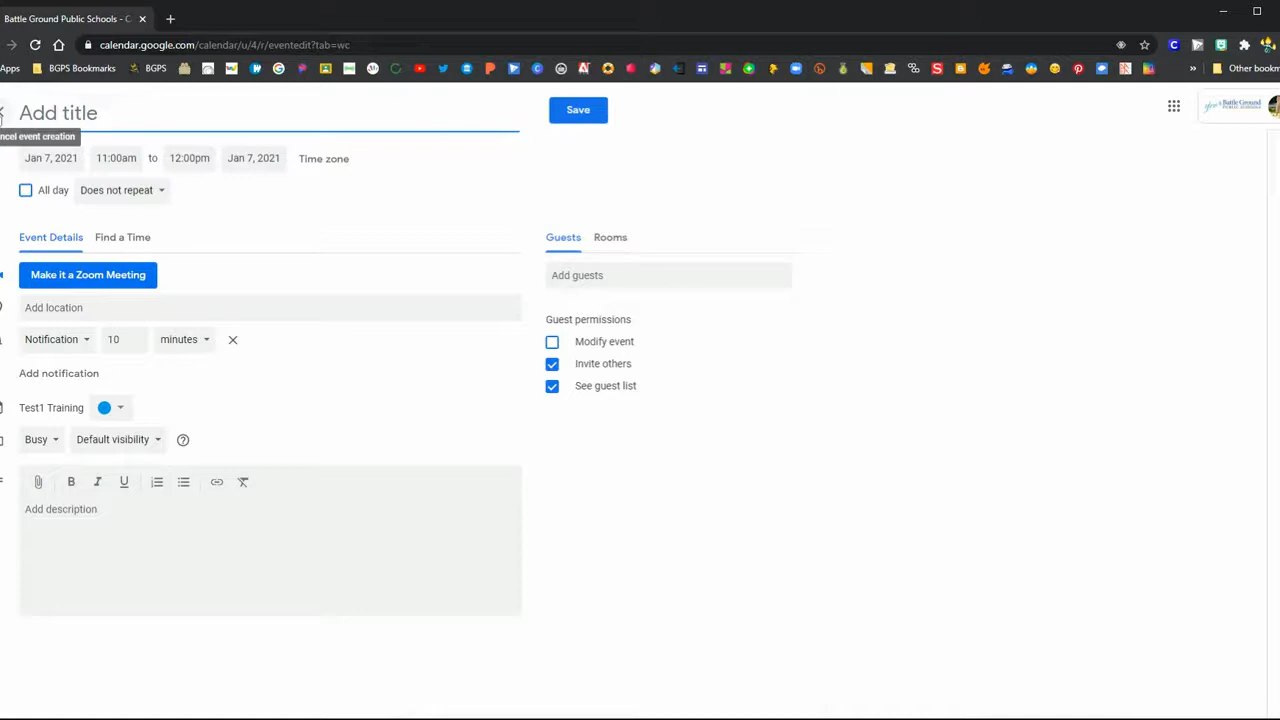 Battle Ground Public Schools - C
calendar.google.com/calendar/u/4/r/eventedit?tab=wc
Apps
BGPS Bookmarks
BGPS
Other bookm
Add title
Save
Battle Ground
PUBLIC SCHOOLS
ncel event creation
Jan 7, 2021 11:00am to 12:00pm Jan 7, 2021 Time zone
All day Does not repeat
Event Details Find a Time
Guests Rooms
Make it a Zoom Meeting
Add guests
Add location
Guest permissions
Notification 10 minutes
Modify event
Invite others
Add notification
See guest list
Test1 Training
Busy Default visibility
B I U
Add description